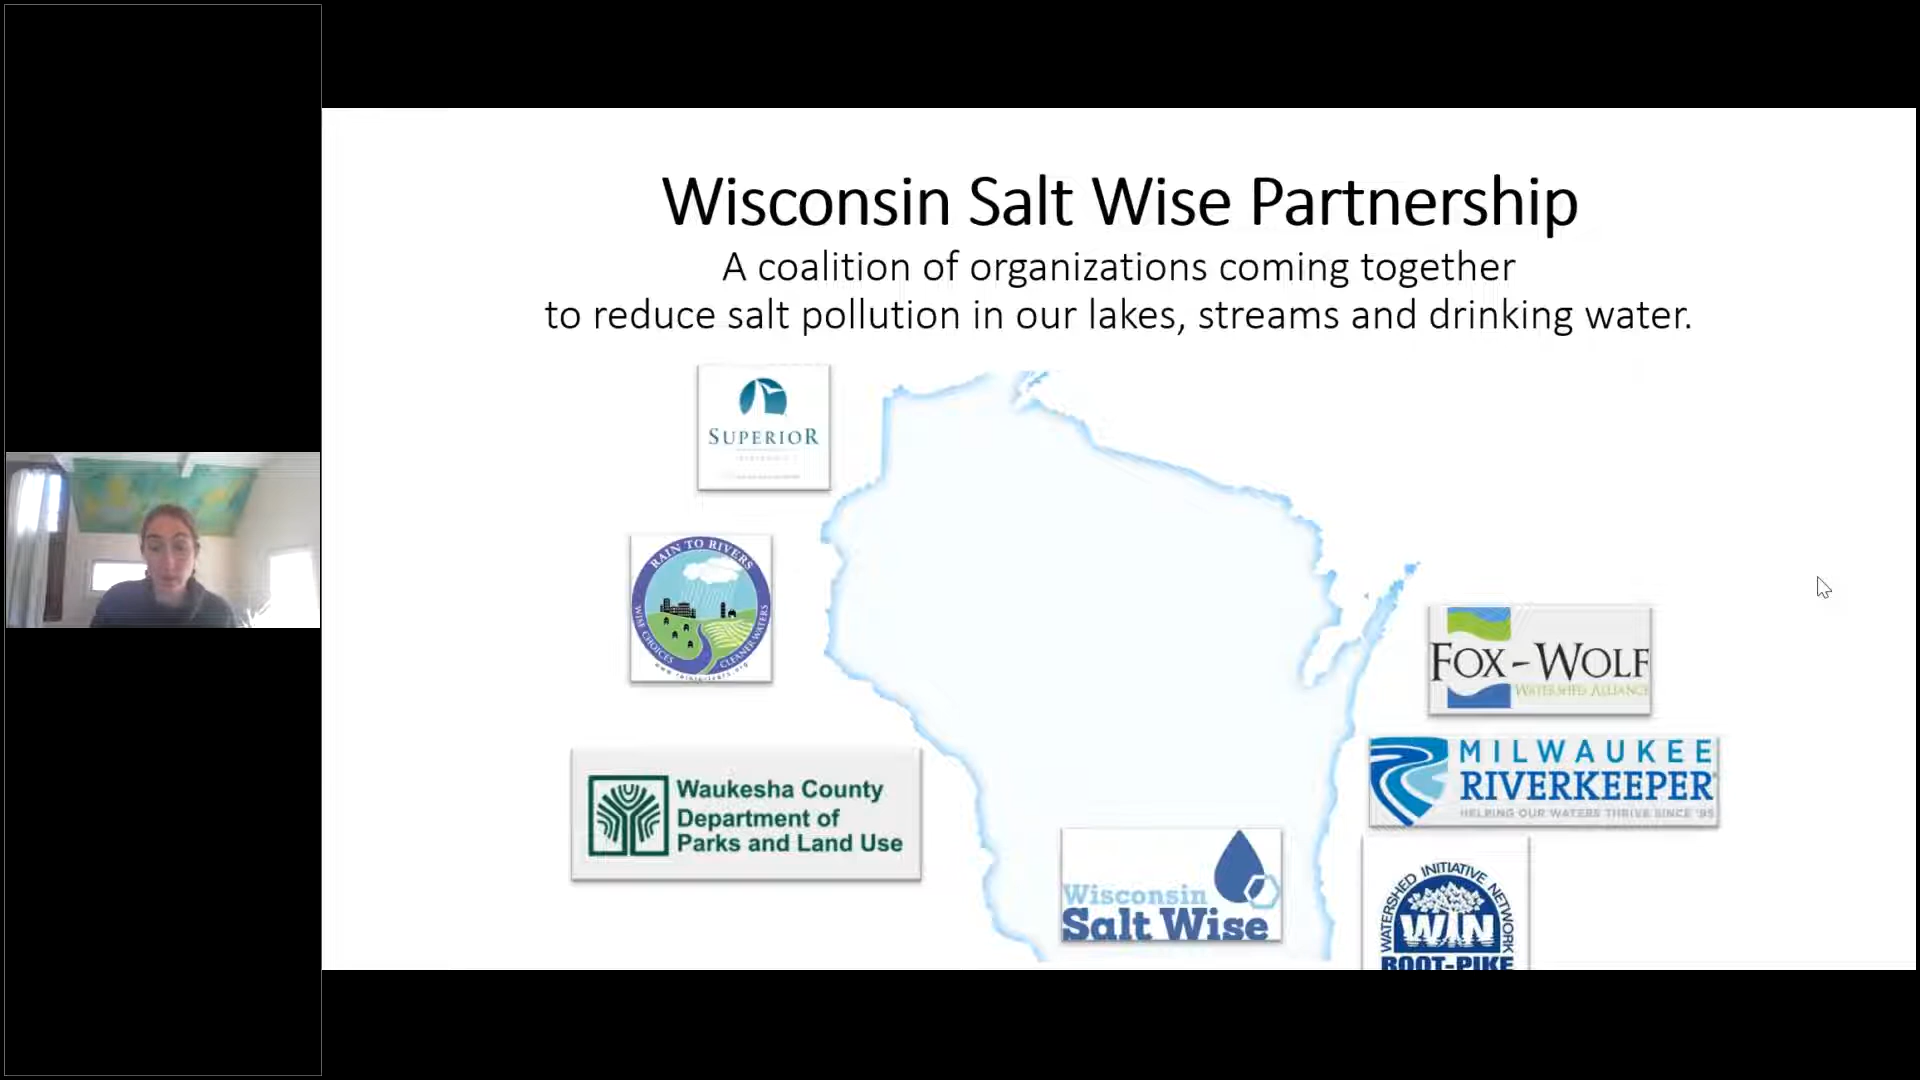 Wisconsin Salt Wise Partnership
A coalition of organizations coming together
to reduce salt pollution in our lakes, streams and drinking water.
SUPERIOR
RAIN TO RIVERS
WISE CHOICES
CLEANER WATERS
FOX-WOLF
WATERSHED ALLIANCE
MILWAUKEE
RIVERKEEPER
HELPING OUR WATERS THRIVE SINCE '95
Waukesha County
Department of
Parks and Land Use
Wisconsin
Salt Wise
WATERSHED INITIATIVE NETWORK
WIN
ROOT-PIKE